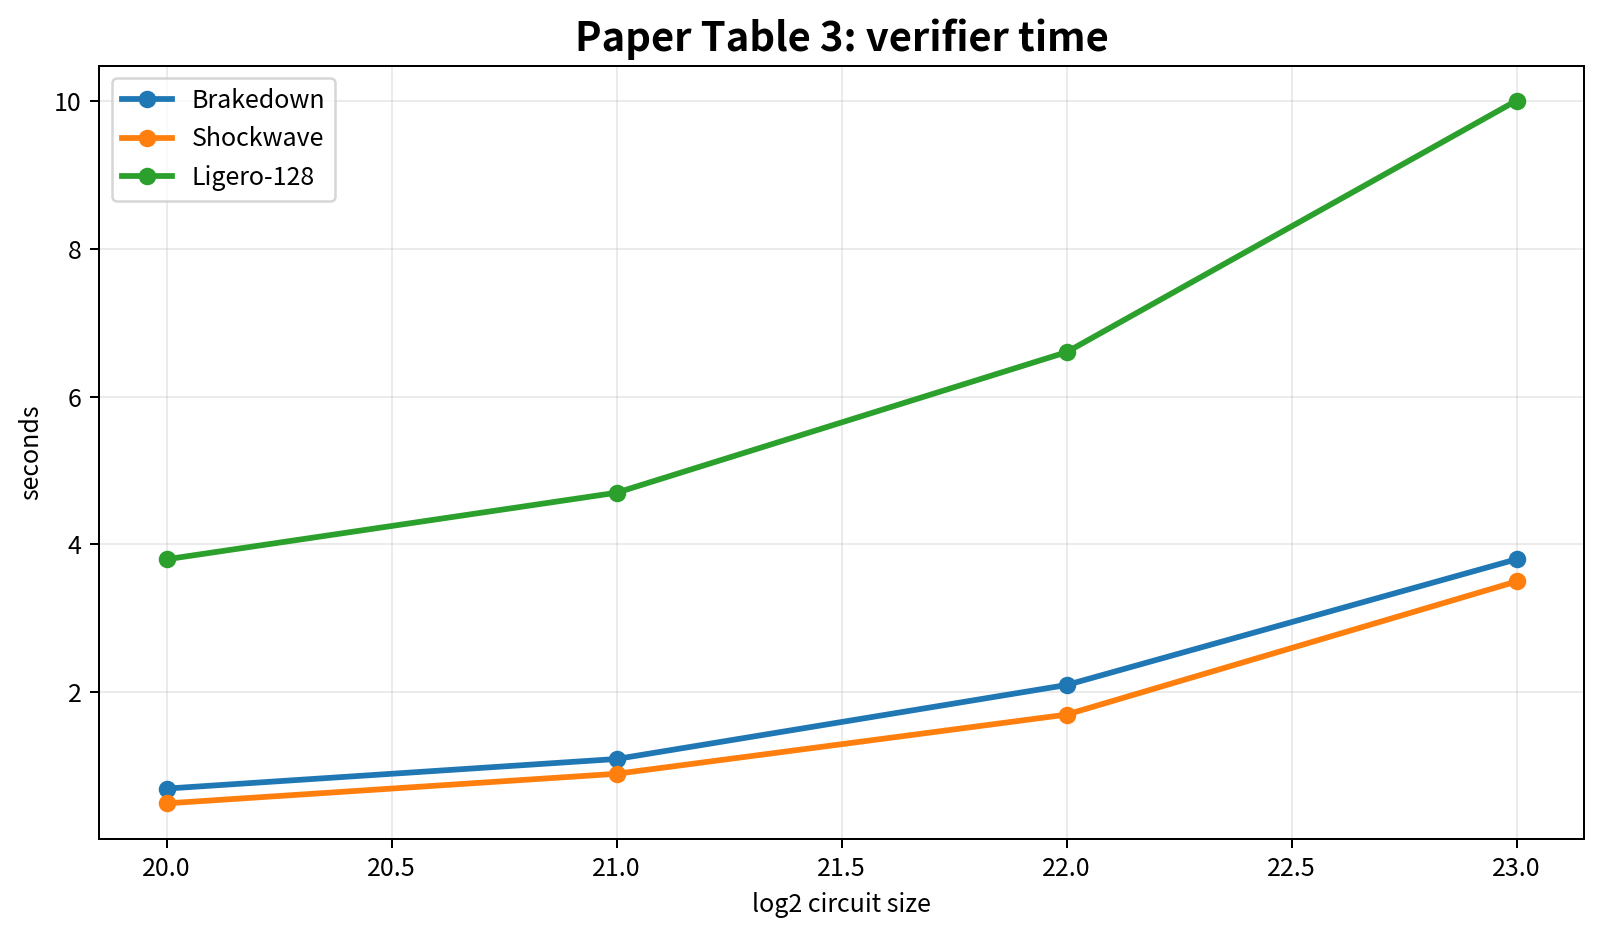 Paper Table 3: verifier time
Brakedown
Shockwave
Ligero-128
10
8
6
4
2
seconds
20.0 20.5 21.0 21.5 22.0 22.5 23.0
log2 circuit size